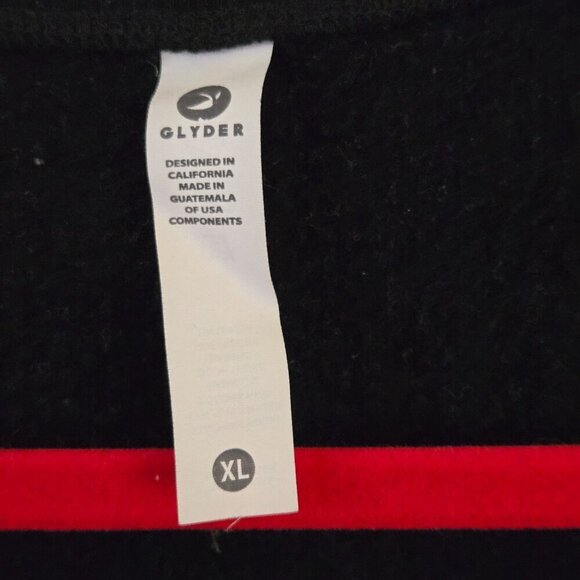 GLYDER
DESIGNED IN
CALIFORNIA
MADE IN
GUATEMALA
OF USA
COMPONENTS
XL